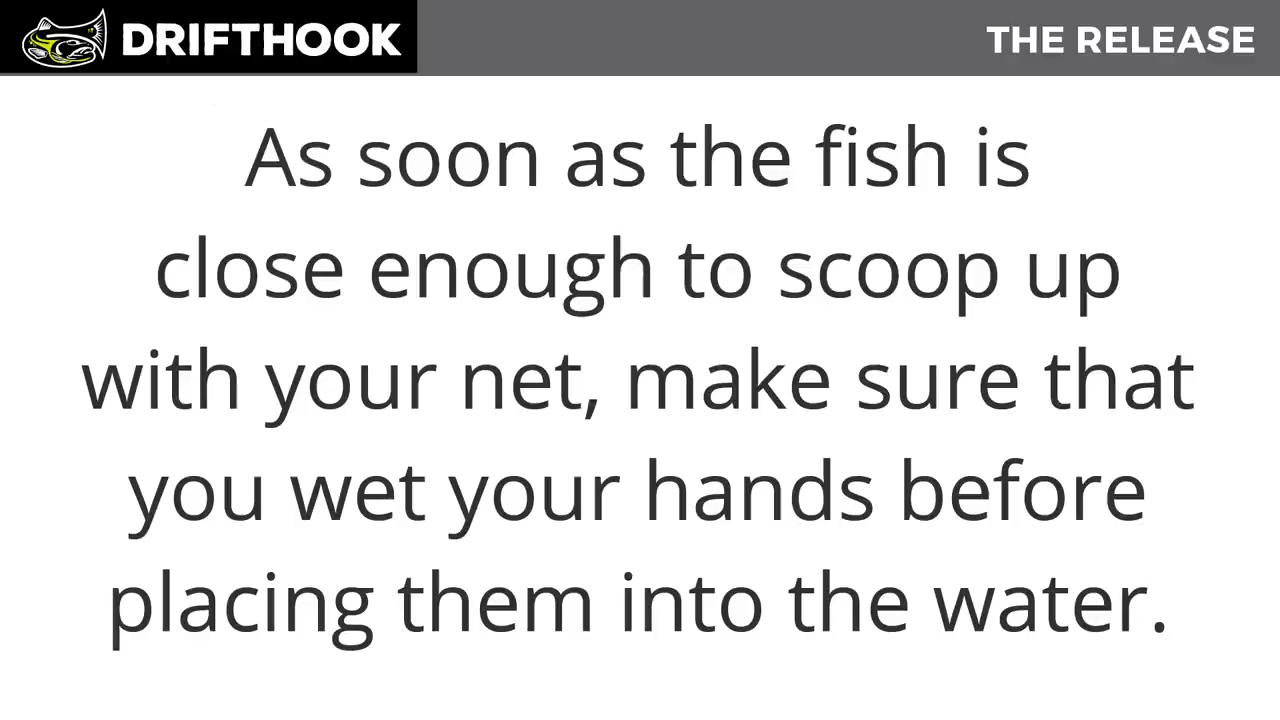 DRIFTHOOK
THE RELEASE
As soon as the fish is
close enough to scoop up
with your net, make sure that
you wet your hands before
placing them into the water.